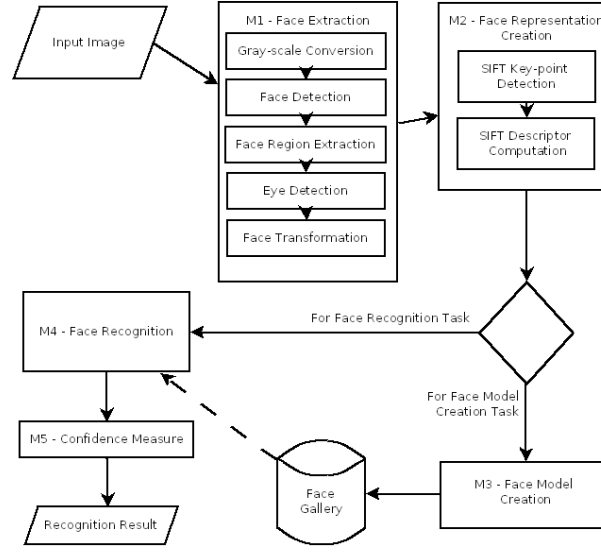 Input Image
M1 - Face Extraction
Gray-scale Conversion
Face Detection
Face Region Extraction
Eye Detection
Face Transformation
M2 - Face Representation
Creation
SIFT Key-point
Detection
SIFT Descriptor
Computation
For Face Recognition Task
M4 - Face Recognition
For Face Model
Creation Task
M5 - Confidence Measure
M3 - Face Model
Creation
Face
Gallery
Recognition Result